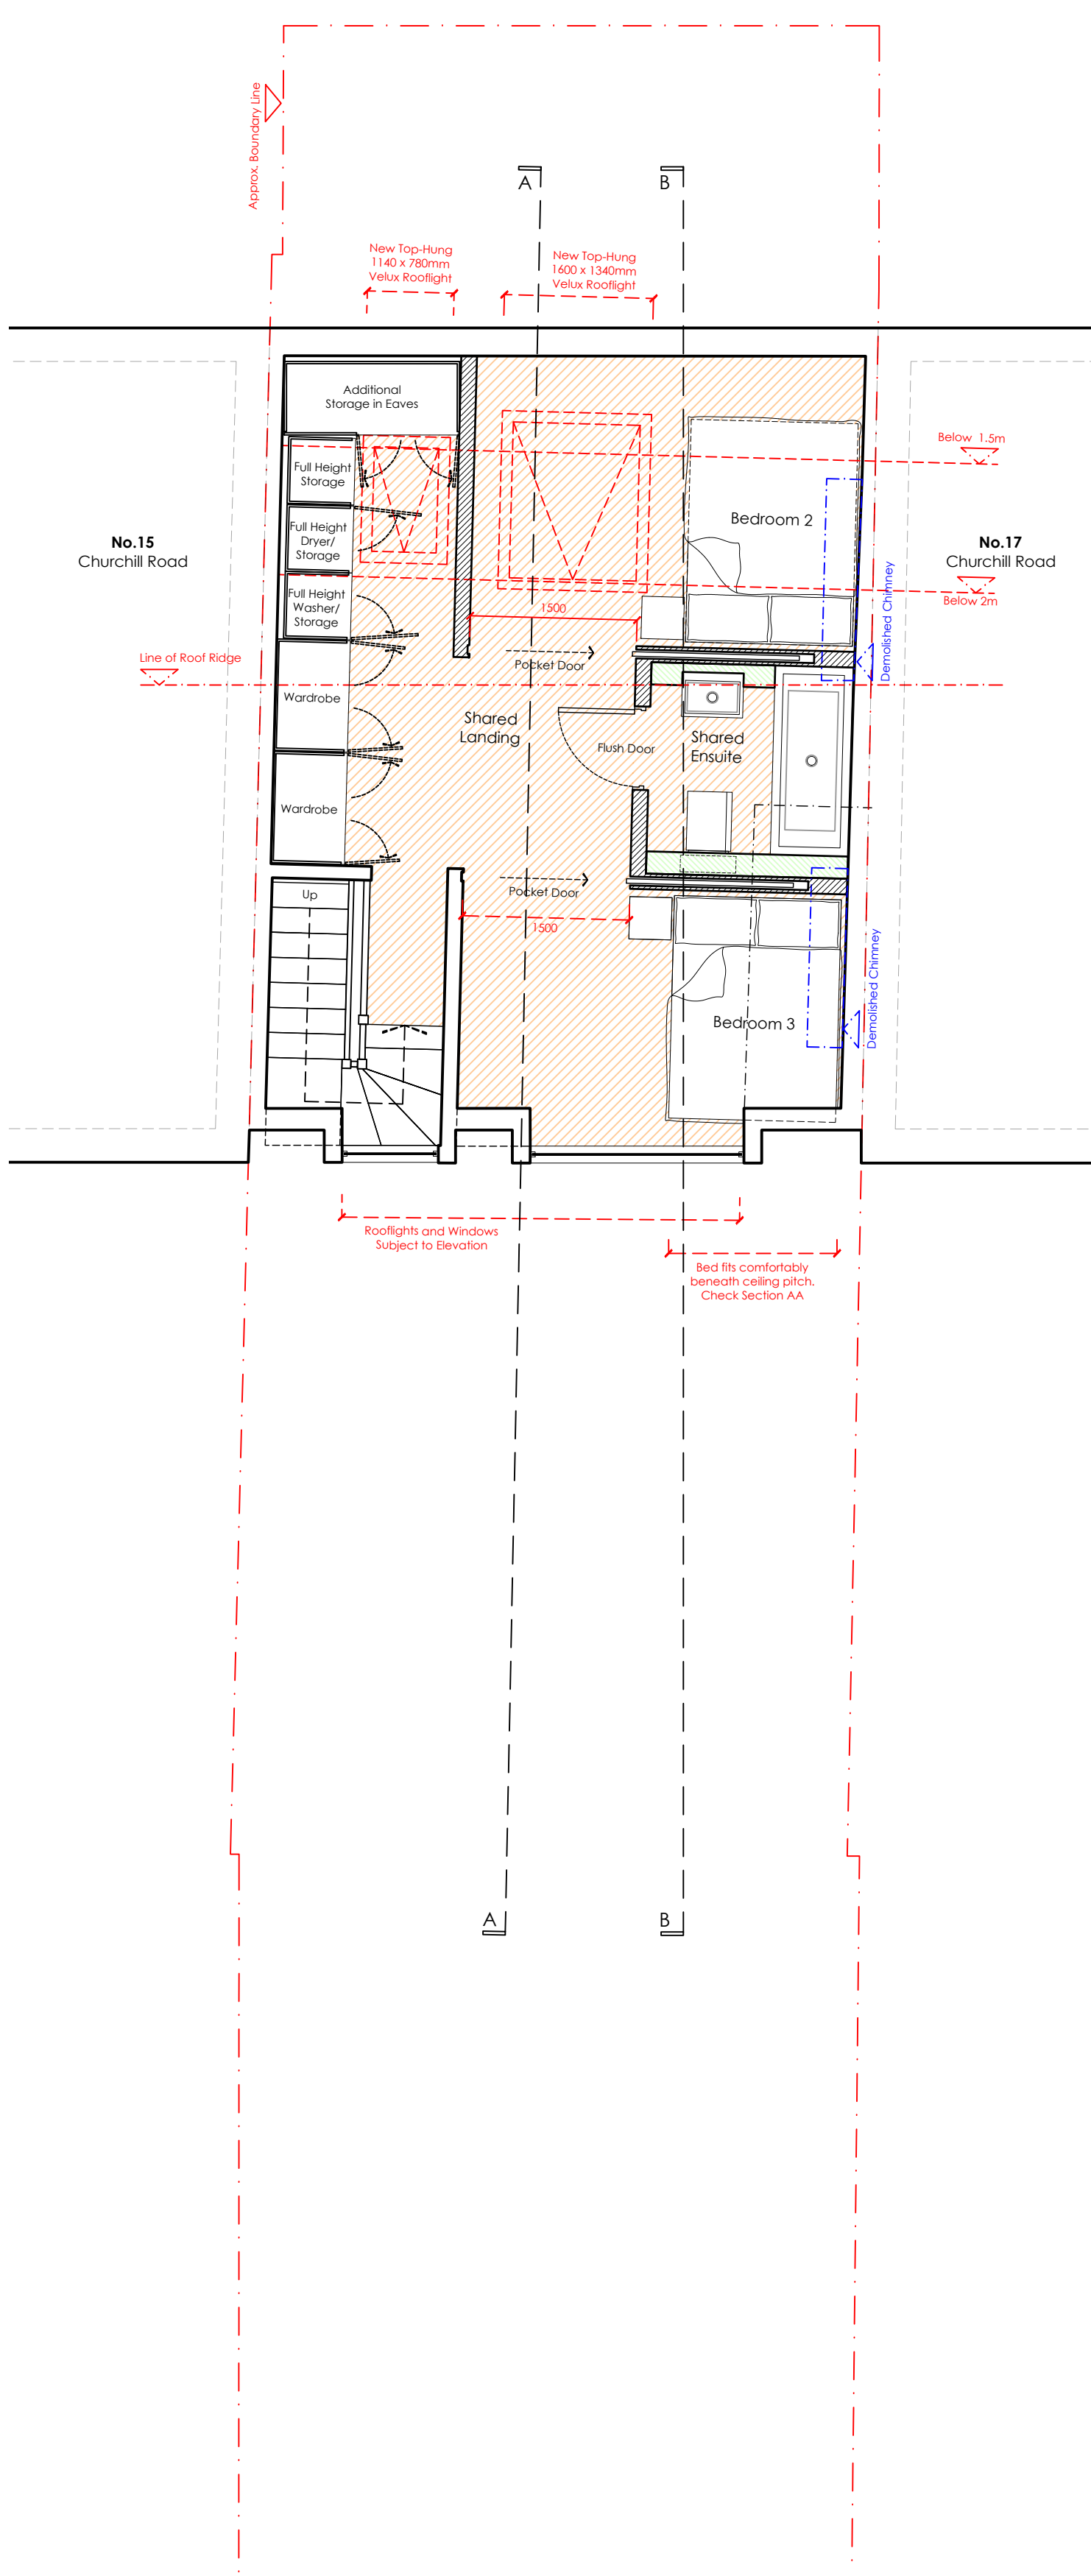 Approx. Boundary Line
A
B
New Top-Hung
1140 x 780mm
Velux Rooflight
New Top-Hung
1600 x 1340mm
Velux Rooflight
Additional
Storage in Eaves
Full Height
Storage
Full Height
Dryer/
Storage
Full Height
Washer/
Storage
Wardrobe
Wardrobe
No.15
Churchill Road
No.17
Churchill Road
Below 1.5m
Below 2m
Bedroom 2
Demolished Chimney
1500
Line of Roof Ridge
Pocket Door
Shared
Landing
Flush Door
Shared
Ensuite
Pocket Door
1500
Up
Bedroom 3
Demolished Chimney
Rooflights and Windows
Subject to Elevation
Bed fits comfortably
beneath ceiling pitch.
Check Section AA
A
B